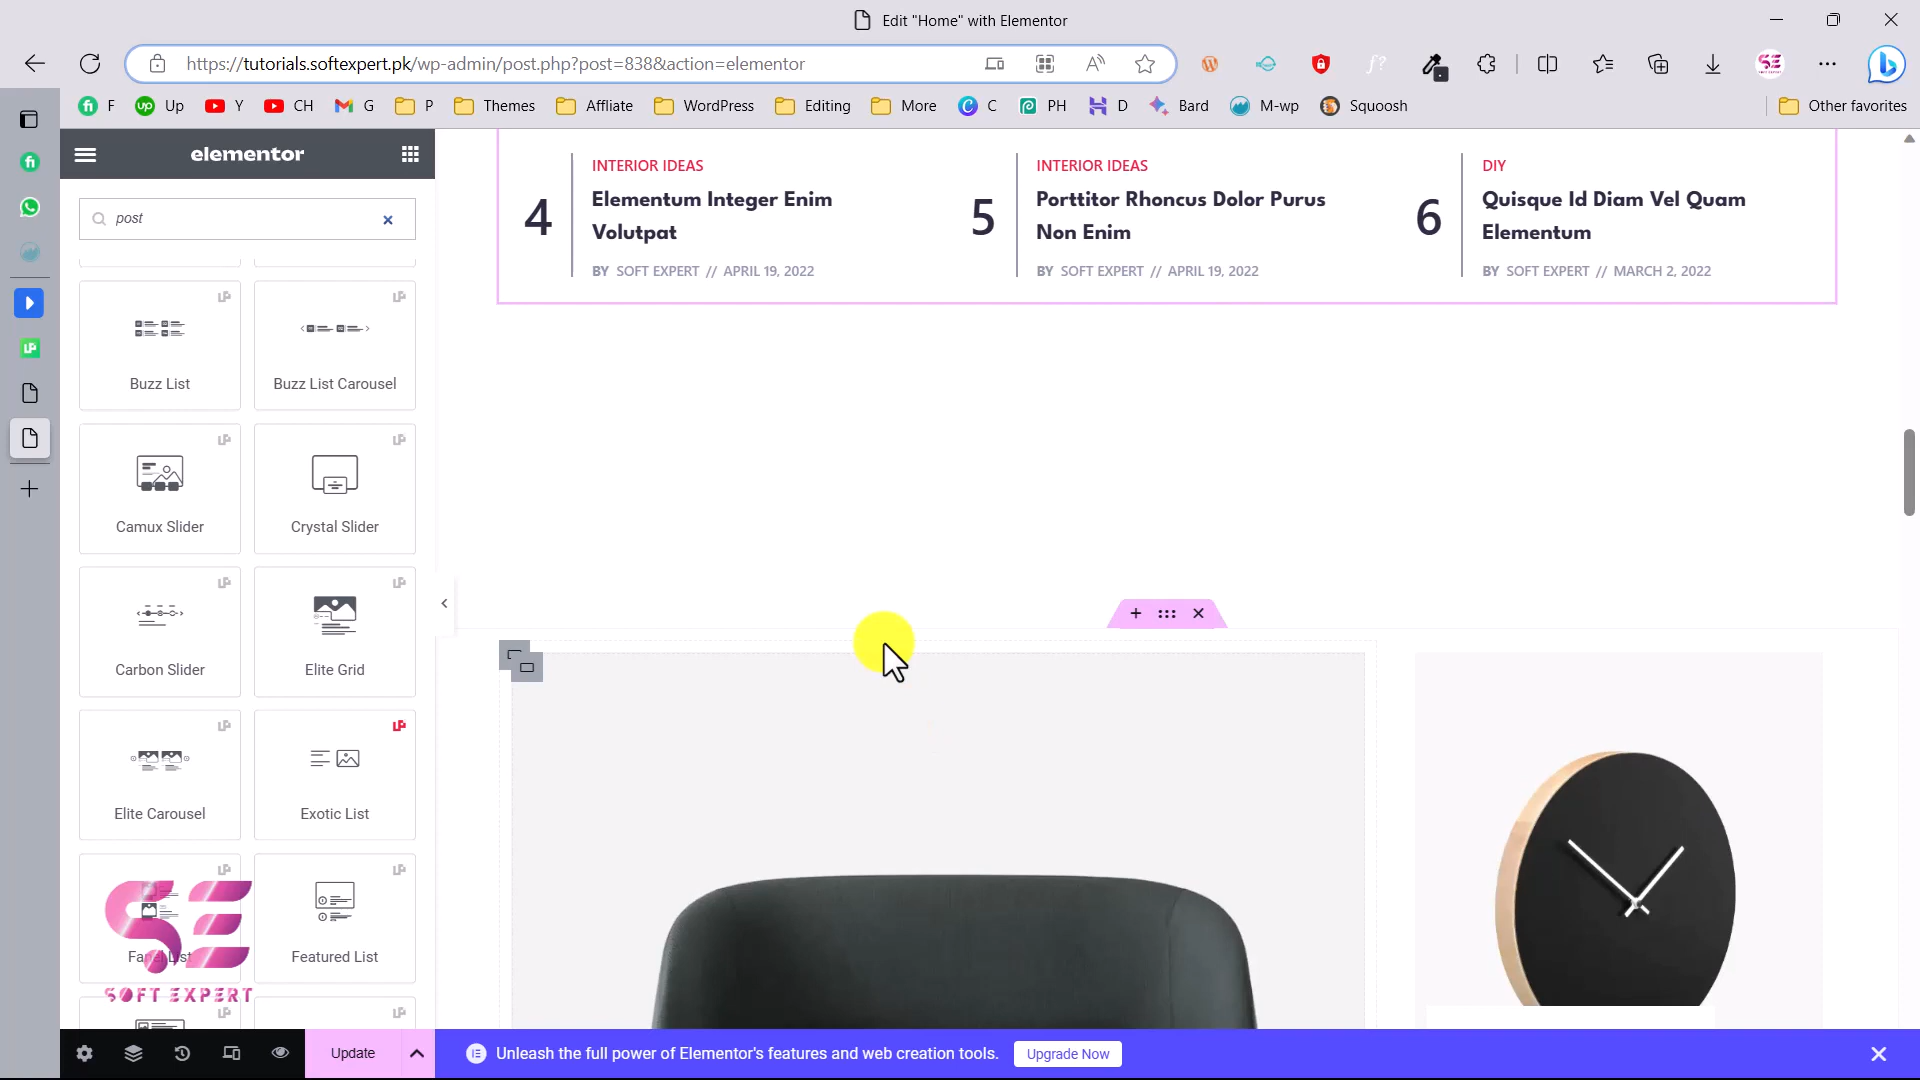 Edit "Home" with Elementor
https://tutorials.softexpert.pk/wp-admin/post.php?post=838&action=elementor
F Up Y CH G P Themes Affliate WordPress Editing More C PH D Bard M-wp Squoosh Other favorites
elementor
post
Buzz List
Buzz List Carousel
Camux Slider
Crystal Slider
Carbon Slider
Elite Grid
Elite Carousel
Exotic List
Featured List
SOFT EXPERT
4
INTERIOR IDEAS
Elementum Integer Enim
Volutpat
BY SOFT EXPERT // APRIL 19, 2022
5
INTERIOR IDEAS
Porttitor Rhoncus Dolor Purus
Non Enim
BY SOFT EXPERT // APRIL 19, 2022
6
DIY
Quisque Id Diam Vel Quam
Elementum
BY SOFT EXPERT // MARCH 2, 2022
Update
Unleash the full power of Elementor's features and web creation tools.
Upgrade Now